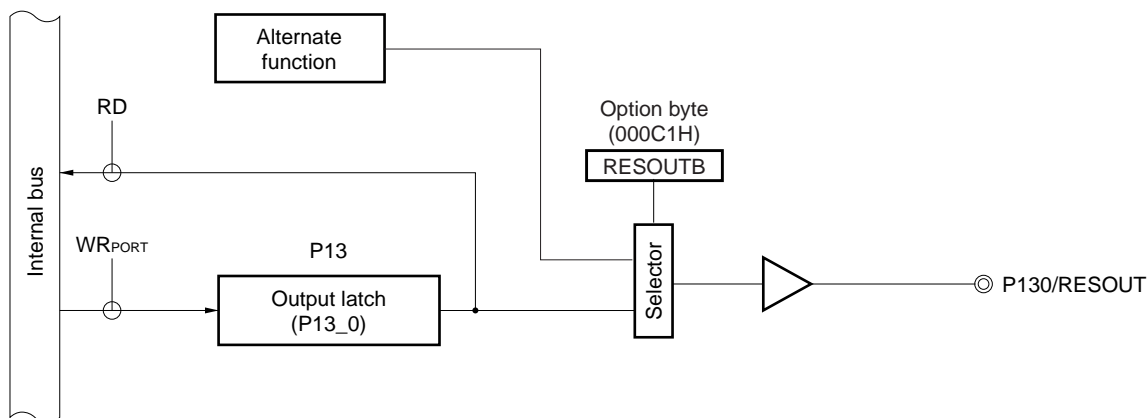 Alternate
function
RD
Option byte
(000C1H)
RESOUTB
Internal bus
WRPORT
P13
Output latch
(P13_0)
Selector
P130/RESOUT